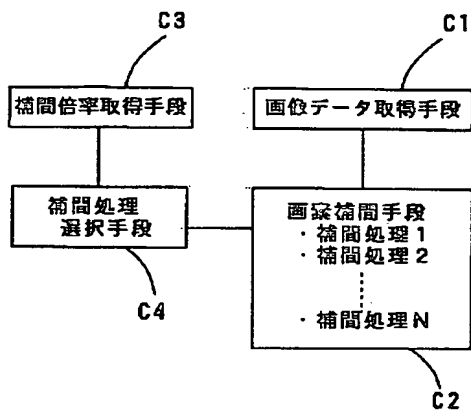 C3
C1
補間倍率取得手段
画像データ取得手段
補間処理
選択手段
画素補間手段
・補間処理1
・補間処理2
・補間処理N
C4
C2